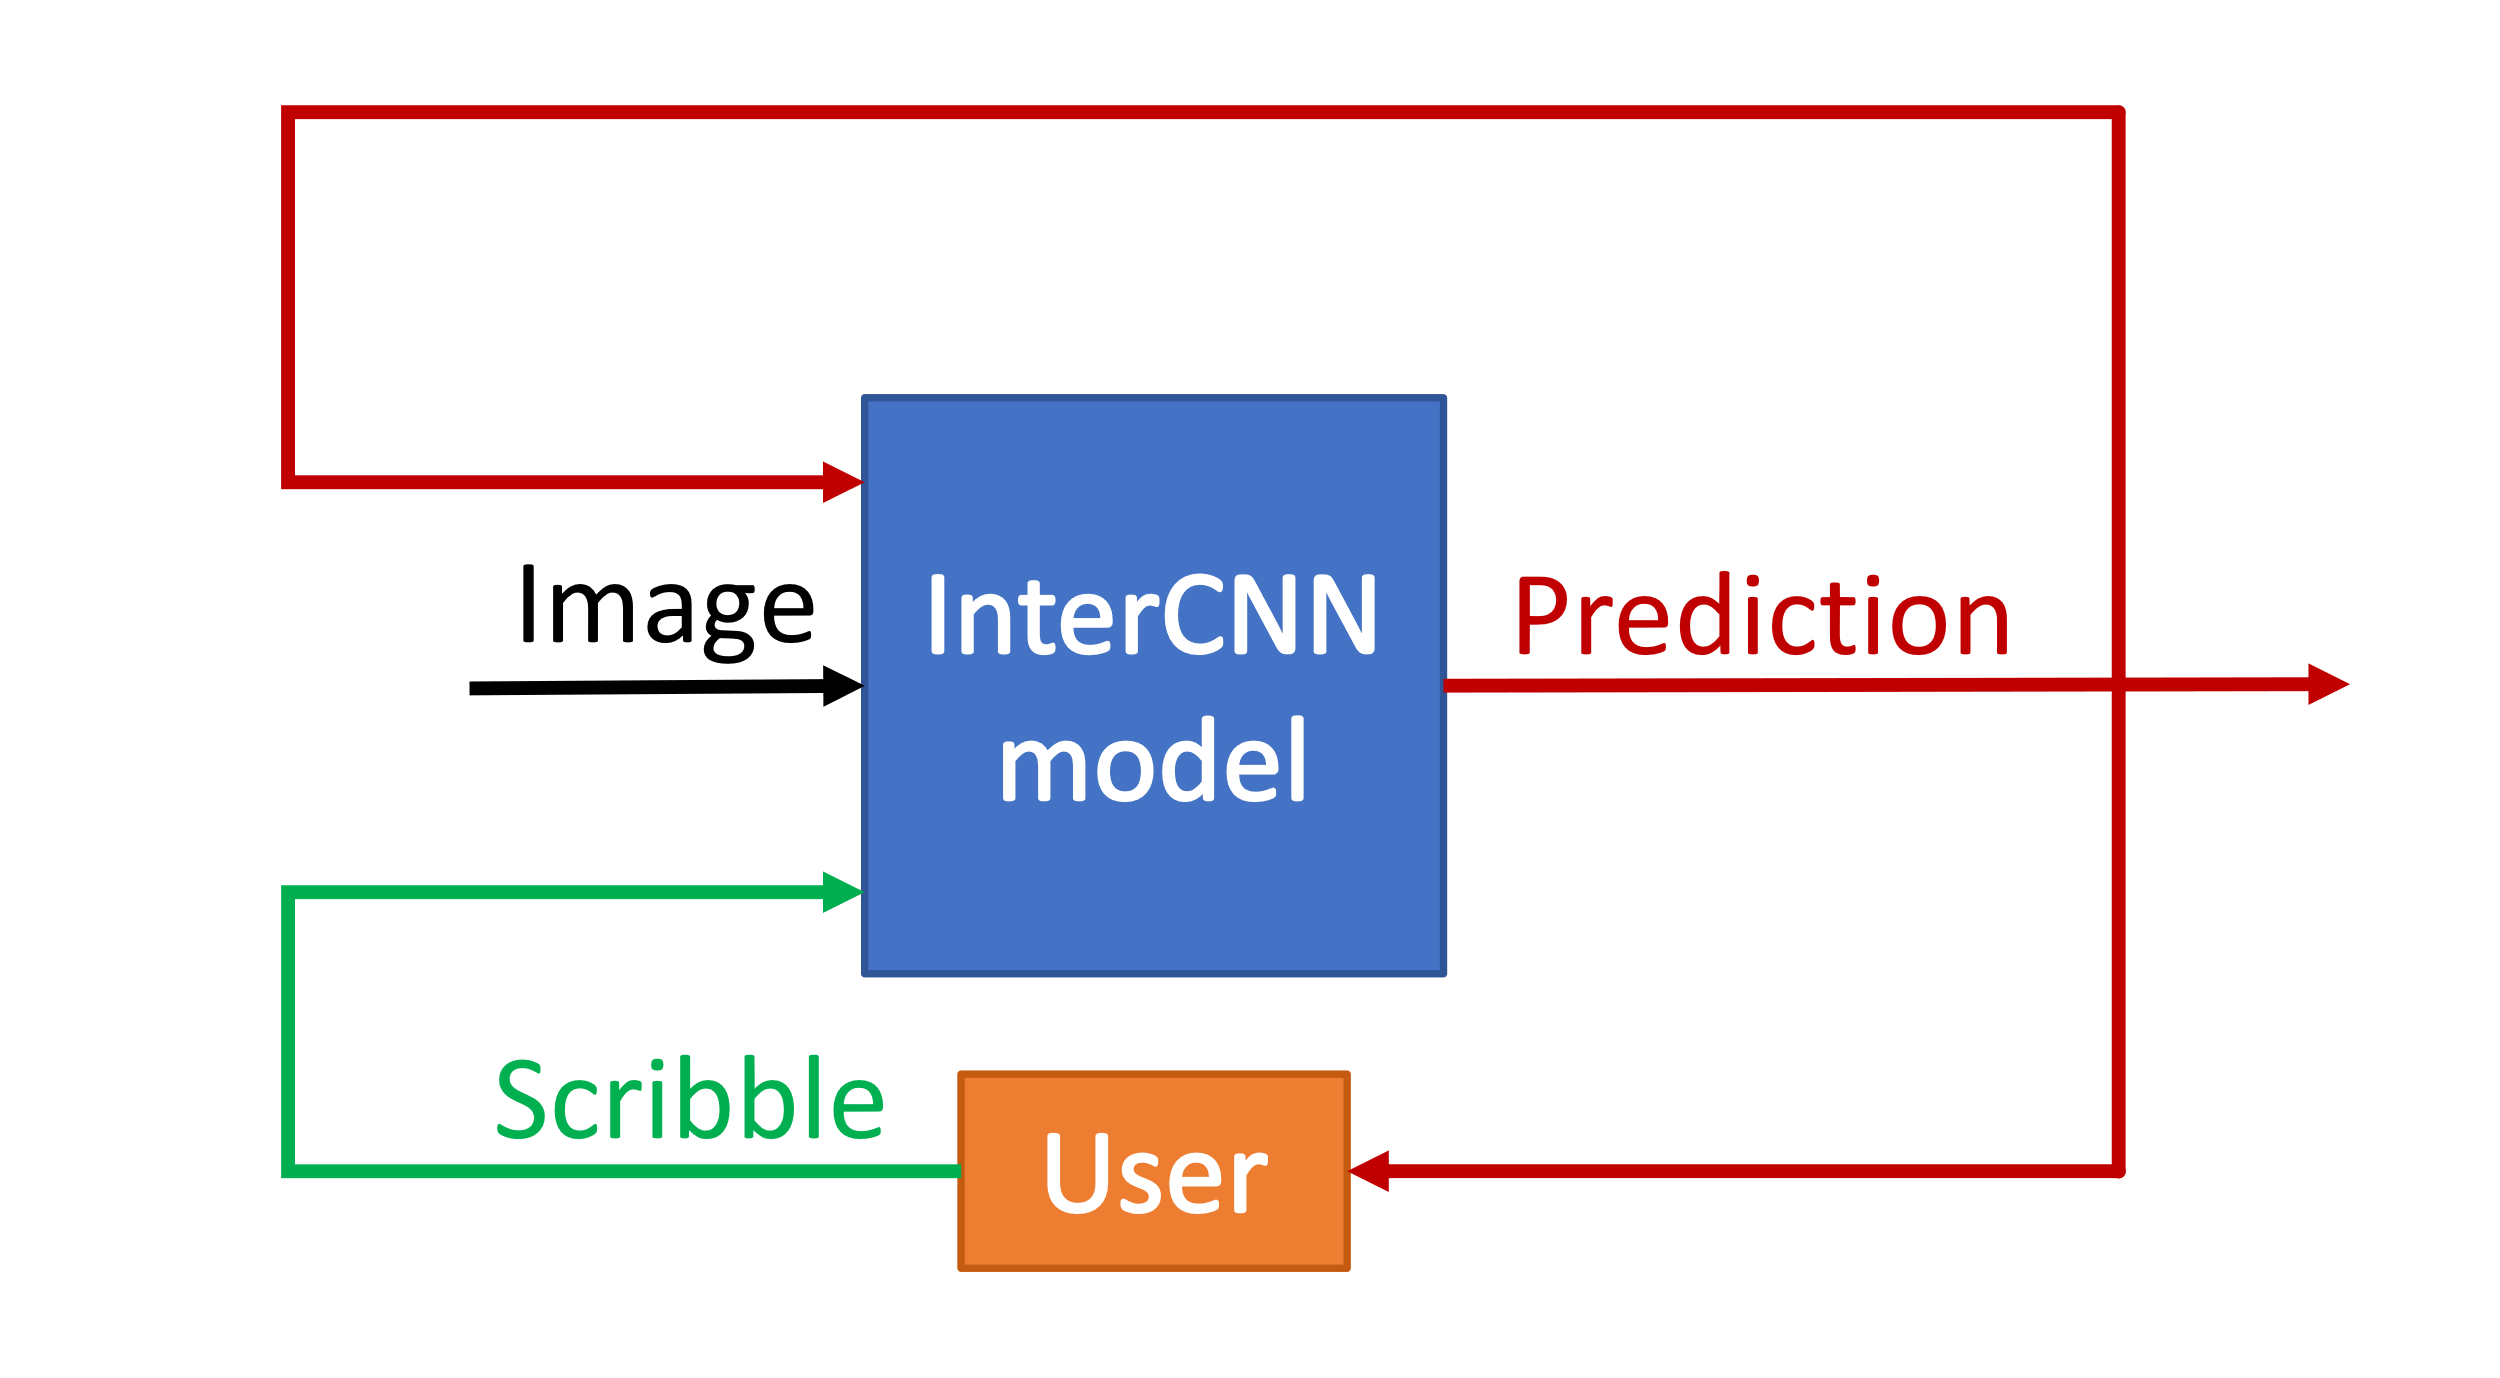 Image
InterCNN
model
Prediction
Scribble
User